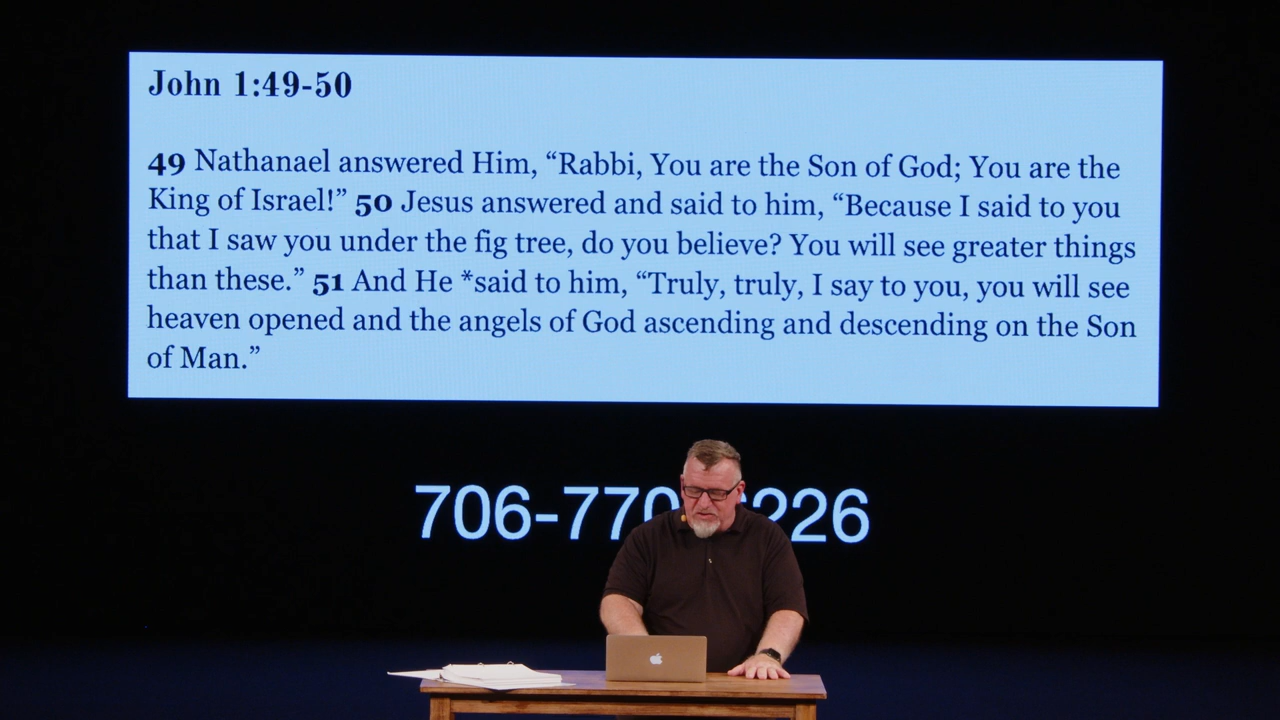 John 1:49-50
49 Nathanael answered Him, “Rabbi, You are the Son of God; You are the
King of Israel!” 50 Jesus answered and said to him, “Because I said to you
that I saw you under the fig tree, do you believe? You will see greater things
than these.” 51 And He *said to him, “Truly, truly, I say to you, you will see
heaven opened and the angels of God ascending and descending on the Son
of Man.”
706-770 226